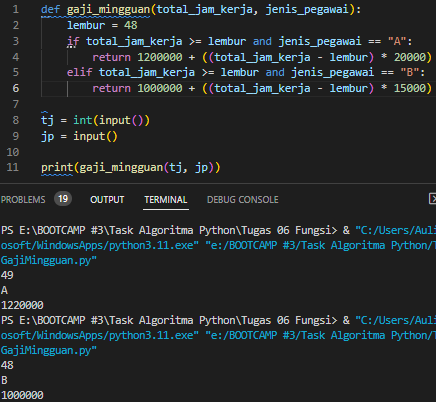 1 def gaji_mingguan(total_jam_kerja, jenis_pegawai):
2 lembur = 48
3 if total_jam_kerja >= lembur and jenis_pegawai == "A":
4 return 1200000 + ((total_jam_kerja - lembur) * 20000)
5 elif total_jam_kerja >= lembur and jenis_pegawai == "B":
6 return 1000000 + ((total_jam_kerja - lembur) * 15000)
7
8 tj = int(input())
9 jp = input()
10
11 print(gaji_mingguan(tj, jp))
PROBLEMS 19 OUTPUT TERMINAL DEBUG CONSOLE
PS E:\BOOTCAMP #3\Task Algoritma Python\Tugas 06 Fungsi> & "C:/Users/Auli
osoft/WindowsApps/python3.11.exe" "e:/BOOTCAMP #3/Task Algoritma Python/T
GajiMingguan.py"
49
A
1220000
PS E:\BOOTCAMP #3\Task Algoritma Python\Tugas 06 Fungsi> & "C:/Users/Auli
osoft/WindowsApps/python3.11.exe" "e:/BOOTCAMP #3/Task Algoritma Python/T
GajiMingguan.py"
48
B
1000000